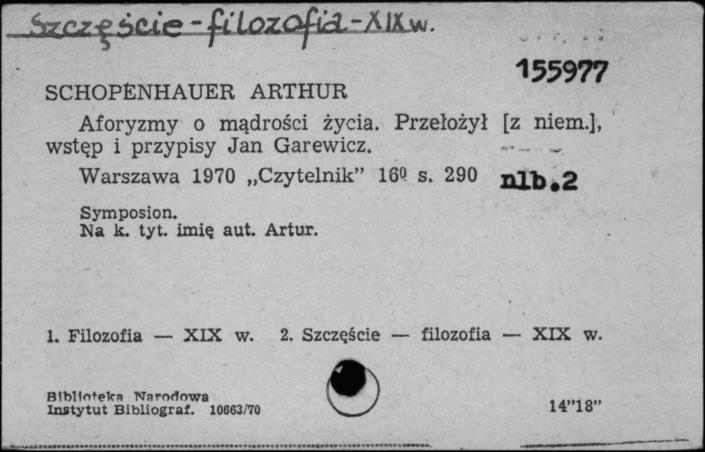 Szczęście - filozofia - XIX w.
155977
SCHOPENHAUER ARTHUR
Aforyzmy o mądrości życia. Przełożył [z niem.],
wstęp i przypisy Jan Garewicz.
Warszawa 1970 „Czytelnik” 16º s. 290 nlb.2
Symposion.
Na k. tyt. imię aut. Artur.
1. Filozofia — XIX w. 2. Szczęście — filozofia — XIX w.
Biblioteka Narodowa
Instytut Bibliograf. 10663/70
14”18”